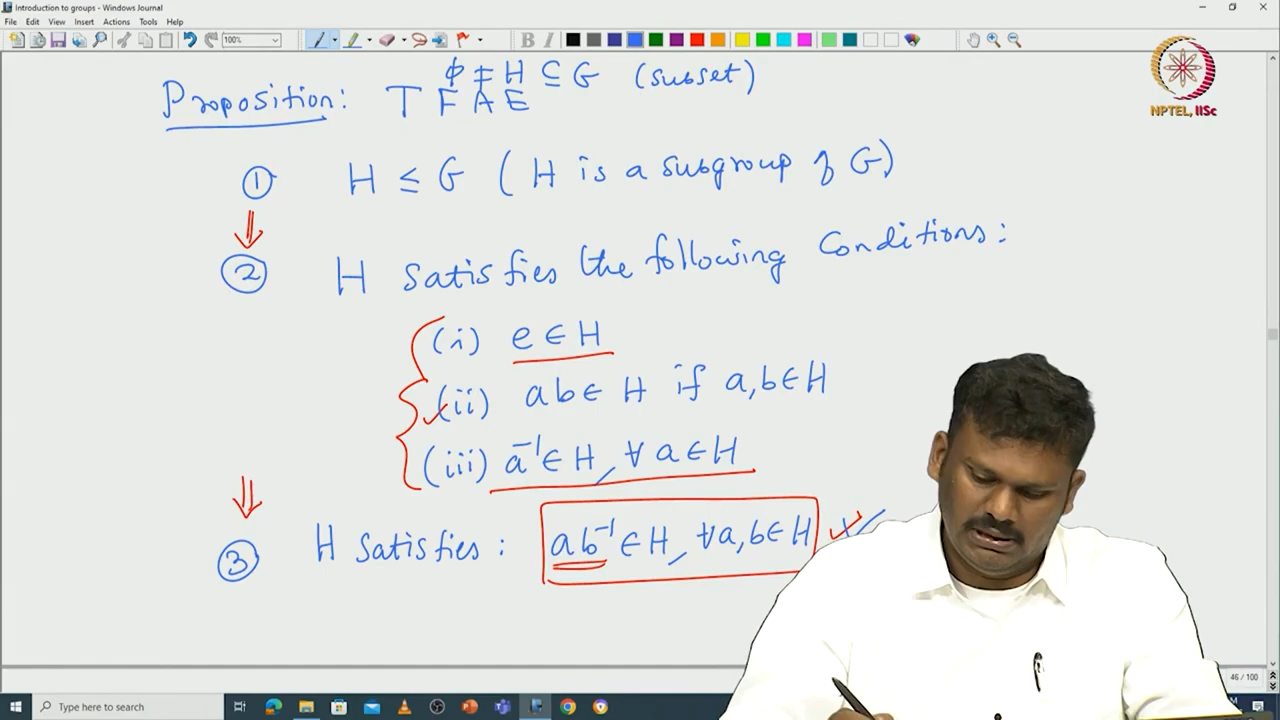 Introduction to groups - Windows Journal
File Edit View Insert Actions Tools Help
100%
B I
NPTEL, IISc
ϕ ≠ H ⊆ G (subset)
Proposition: TFAE
① H ≤ G (H is a subgroup of G)
⇓
② H satisfies the following conditions:
(i) e ∈ H
(ii) ab ∈ H if a,b ∈ H
(iii) a⁻¹ ∈ H, ∀ a ∈ H
⇓
③ H satisfies: ab⁻¹ ∈ H, ∀ a,b ∈ H
46 / 100
Type here to search